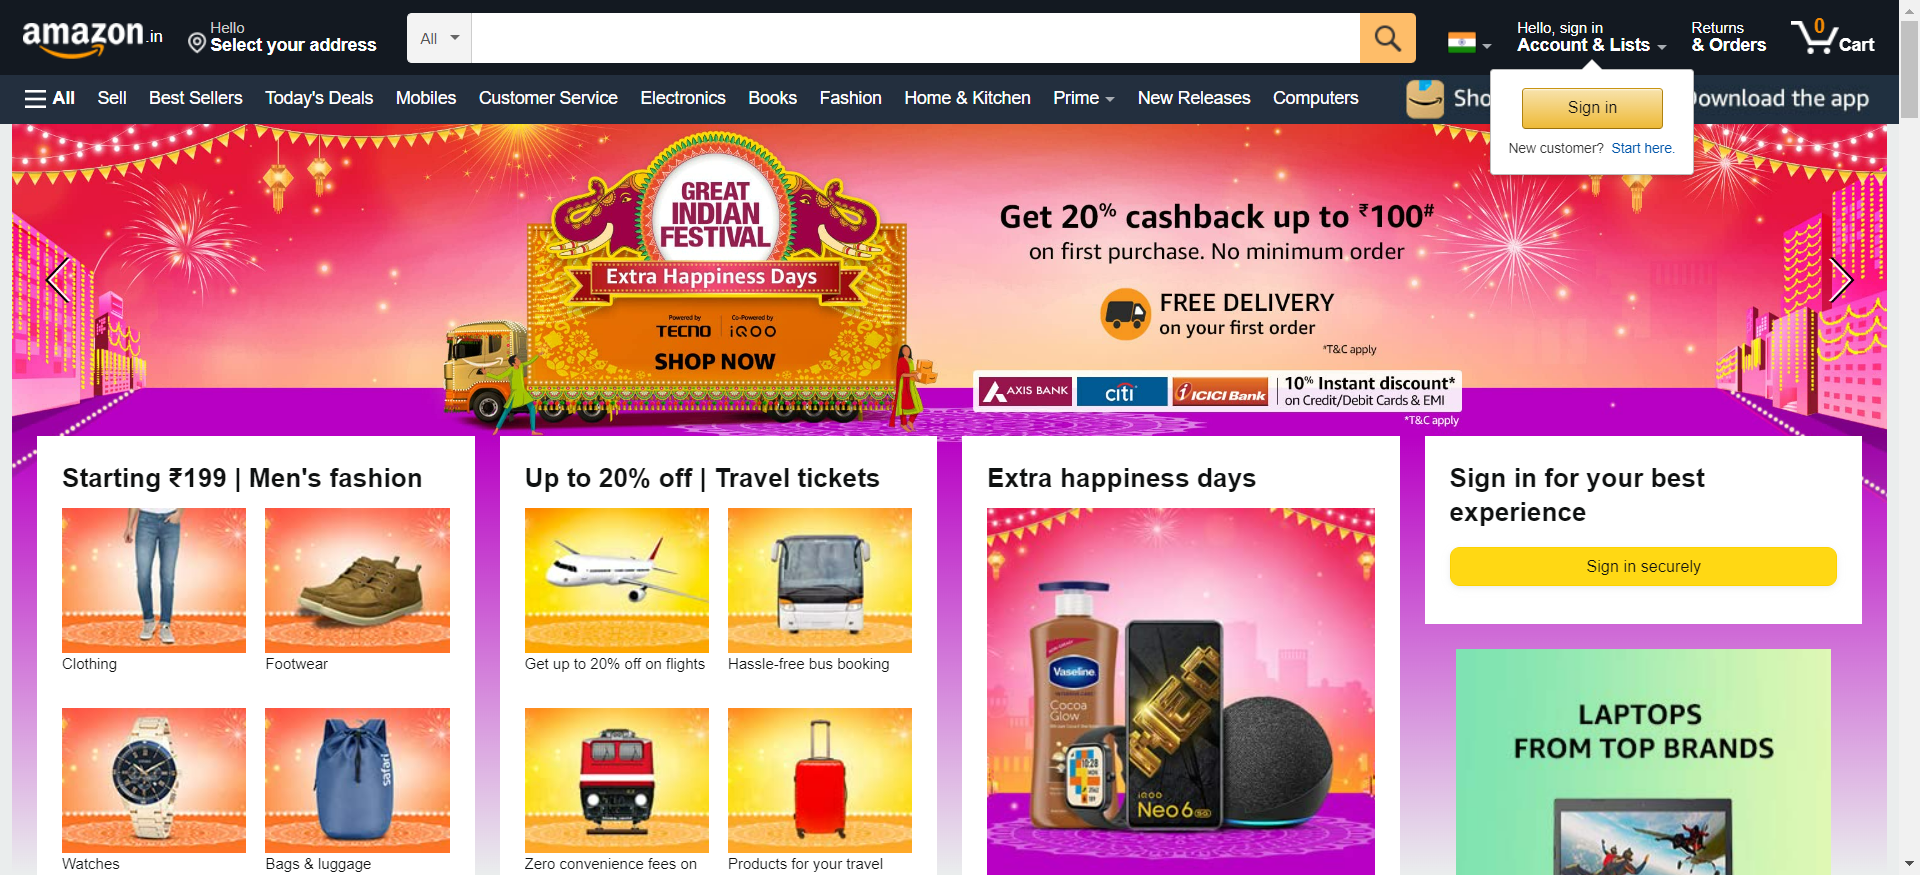 amazon.in
Hello
Select your address
All
Hello, sign in
Account & Lists
Returns
& Orders
0
Cart
All
Sell
Best Sellers
Today's Deals
Mobiles
Customer Service
Electronics
Books
Fashion
Home & Kitchen
Prime
New Releases
Computers
Sho
Download the app
Sign in
New customer? Start here.
GREAT
INDIAN
FESTIVAL
Extra Happiness Days
Powered by
TECNO
Co-Powered by
iQOO
SHOP NOW
Get 20% cashback up to ₹100#
on first purchase. No minimum order
FREE DELIVERY
on your first order
*T&C apply
AXIS BANK
citi
ICICI Bank
10% Instant discount*
on Credit/Debit Cards & EMI
*T&C apply
Starting ₹199 | Men's fashion
Clothing
Footwear
Watches
safari
Bags & luggage
Up to 20% off | Travel tickets
Get up to 20% off on flights
Hassle-free bus booking
Zero convenience fees on
Products for your travel
Extra happiness days
Vaseline
Cocoa
Glow
10:28
iQOO
Neo 6 5G
Sign in for your best
experience
Sign in securely
LAPTOPS
FROM TOP BRANDS